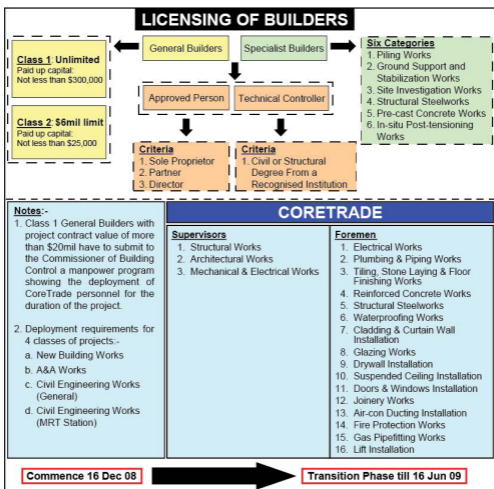 LICENSING OF BUILDERS
General Builders
Specialist Builders
Class 1: Unlimited
Paid up capital:
Not less than $300,000
Class 2: $6mil limit
Paid up capital:
Not less than $25,000
Six Categories
1. Piling Works
2. Ground Support and
Stabilization Works
3. Site Investigation Works
4. Structural Steelworks
5. Pre-cast Concrete Works
6. In-situ Post-tensioning
Works
Approved Person
Technical Controller
Criteria
1. Sole Proprietor
2. Partner
3. Director
Criteria
1. Civil or Structural
Degree From a
Recognised Institution
Notes:-
1. Class 1 General Builders with
project contract value of more
than $20mil have to submit to
the Commissioner of Building
Control a manpower program
showing the deployment of
CoreTrade personnel for the
duration of the project.
2. Deployment requirements for
4 classes of projects:-
a. New Building Works
b. A&A Works
c. Civil Engineering Works
(General)
d. Civil Engineering Works
(MRT Station)
CORETRADE
Supervisors
1. Structural Works
2. Architectural Works
3. Mechanical & Electrical Works
Foremen
1. Electrical Works
2. Plumbing & Piping Works
3. Tiling, Stone Laying & Floor
Finishing Works
4. Reinforced Concrete Works
5. Structural Steelworks
6. Waterproofing Works
7. Cladding & Curtain Wall
Installation
8. Glazing Works
9. Drywall Installation
10. Suspended Ceiling Installation
11. Doors & Windows Installation
12. Joinery Works
13. Air-con Ducting Installation
14. Fire Protection Works
15. Gas Pipefitting Works
16. Lift Installation
Commence 16 Dec 08
Transition Phase till 16 Jun 09